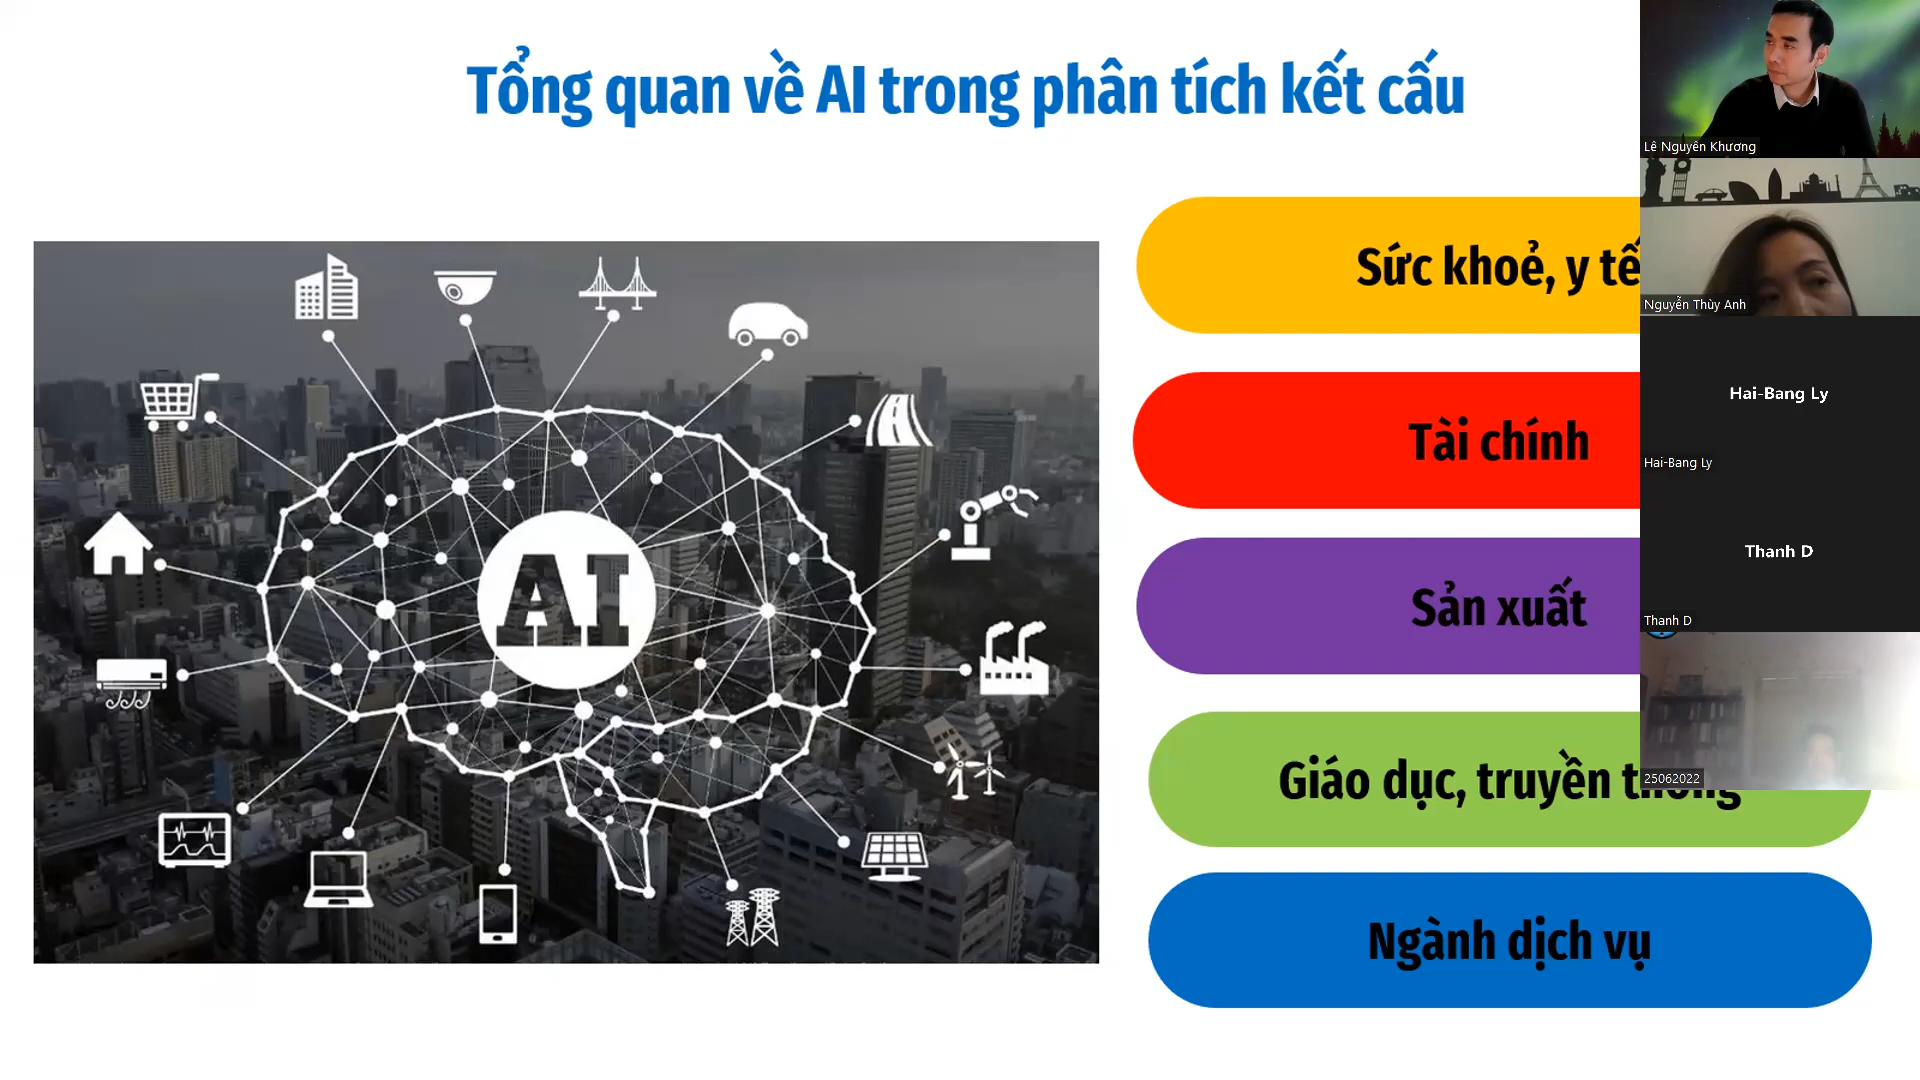 Tổng quan về AI trong phân tích kết cấu
AI
Sức khoẻ, y tế
Tài chính
Sản xuất
Giáo dục, truyền thông
Ngành dịch vụ
Lê Nguyên Khương
Nguyễn Thùy Anh
Hai-Bang Ly
Hai-Bang Ly
Thanh D
Thanh D
25062022